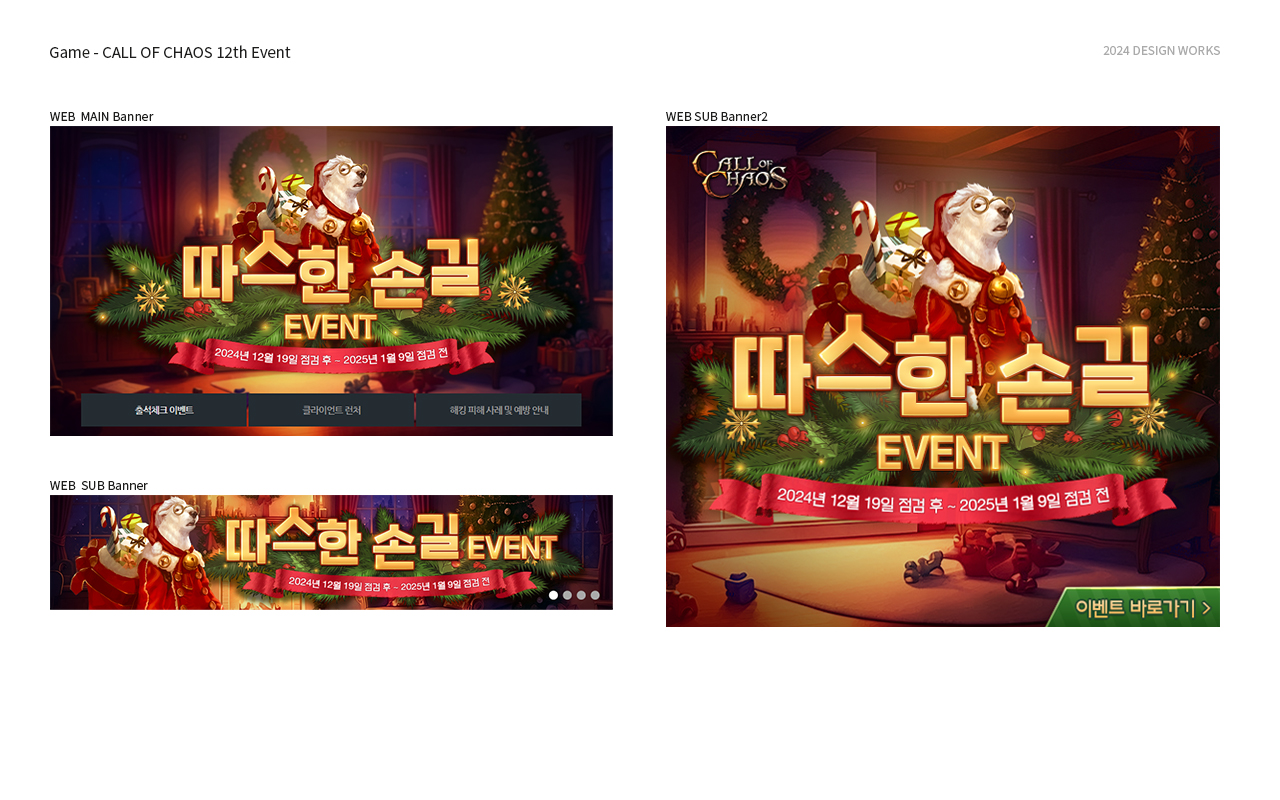 Game - CALL OF CHAOS 12th Event
2024 DESIGN WORKS
WEB MAIN Banner
따스한 손길
EVENT
2024년 12월 19일 점검 후 ~ 2025년 1월 9일 점검 전
출석체크 이벤트
클라이언트 런처
해킹 피해 사례 및 예방 안내
WEB SUB Banner
따스한 손길 EVENT
2024년 12월 19일 점검 후 ~ 2025년 1월 9일 점검 전
WEB SUB Banner2
CALL OF
CHAOS
따스한 손길
EVENT
2024년 12월 19일 점검 후 ~ 2025년 1월 9일 점검 전
이벤트 바로가기 >